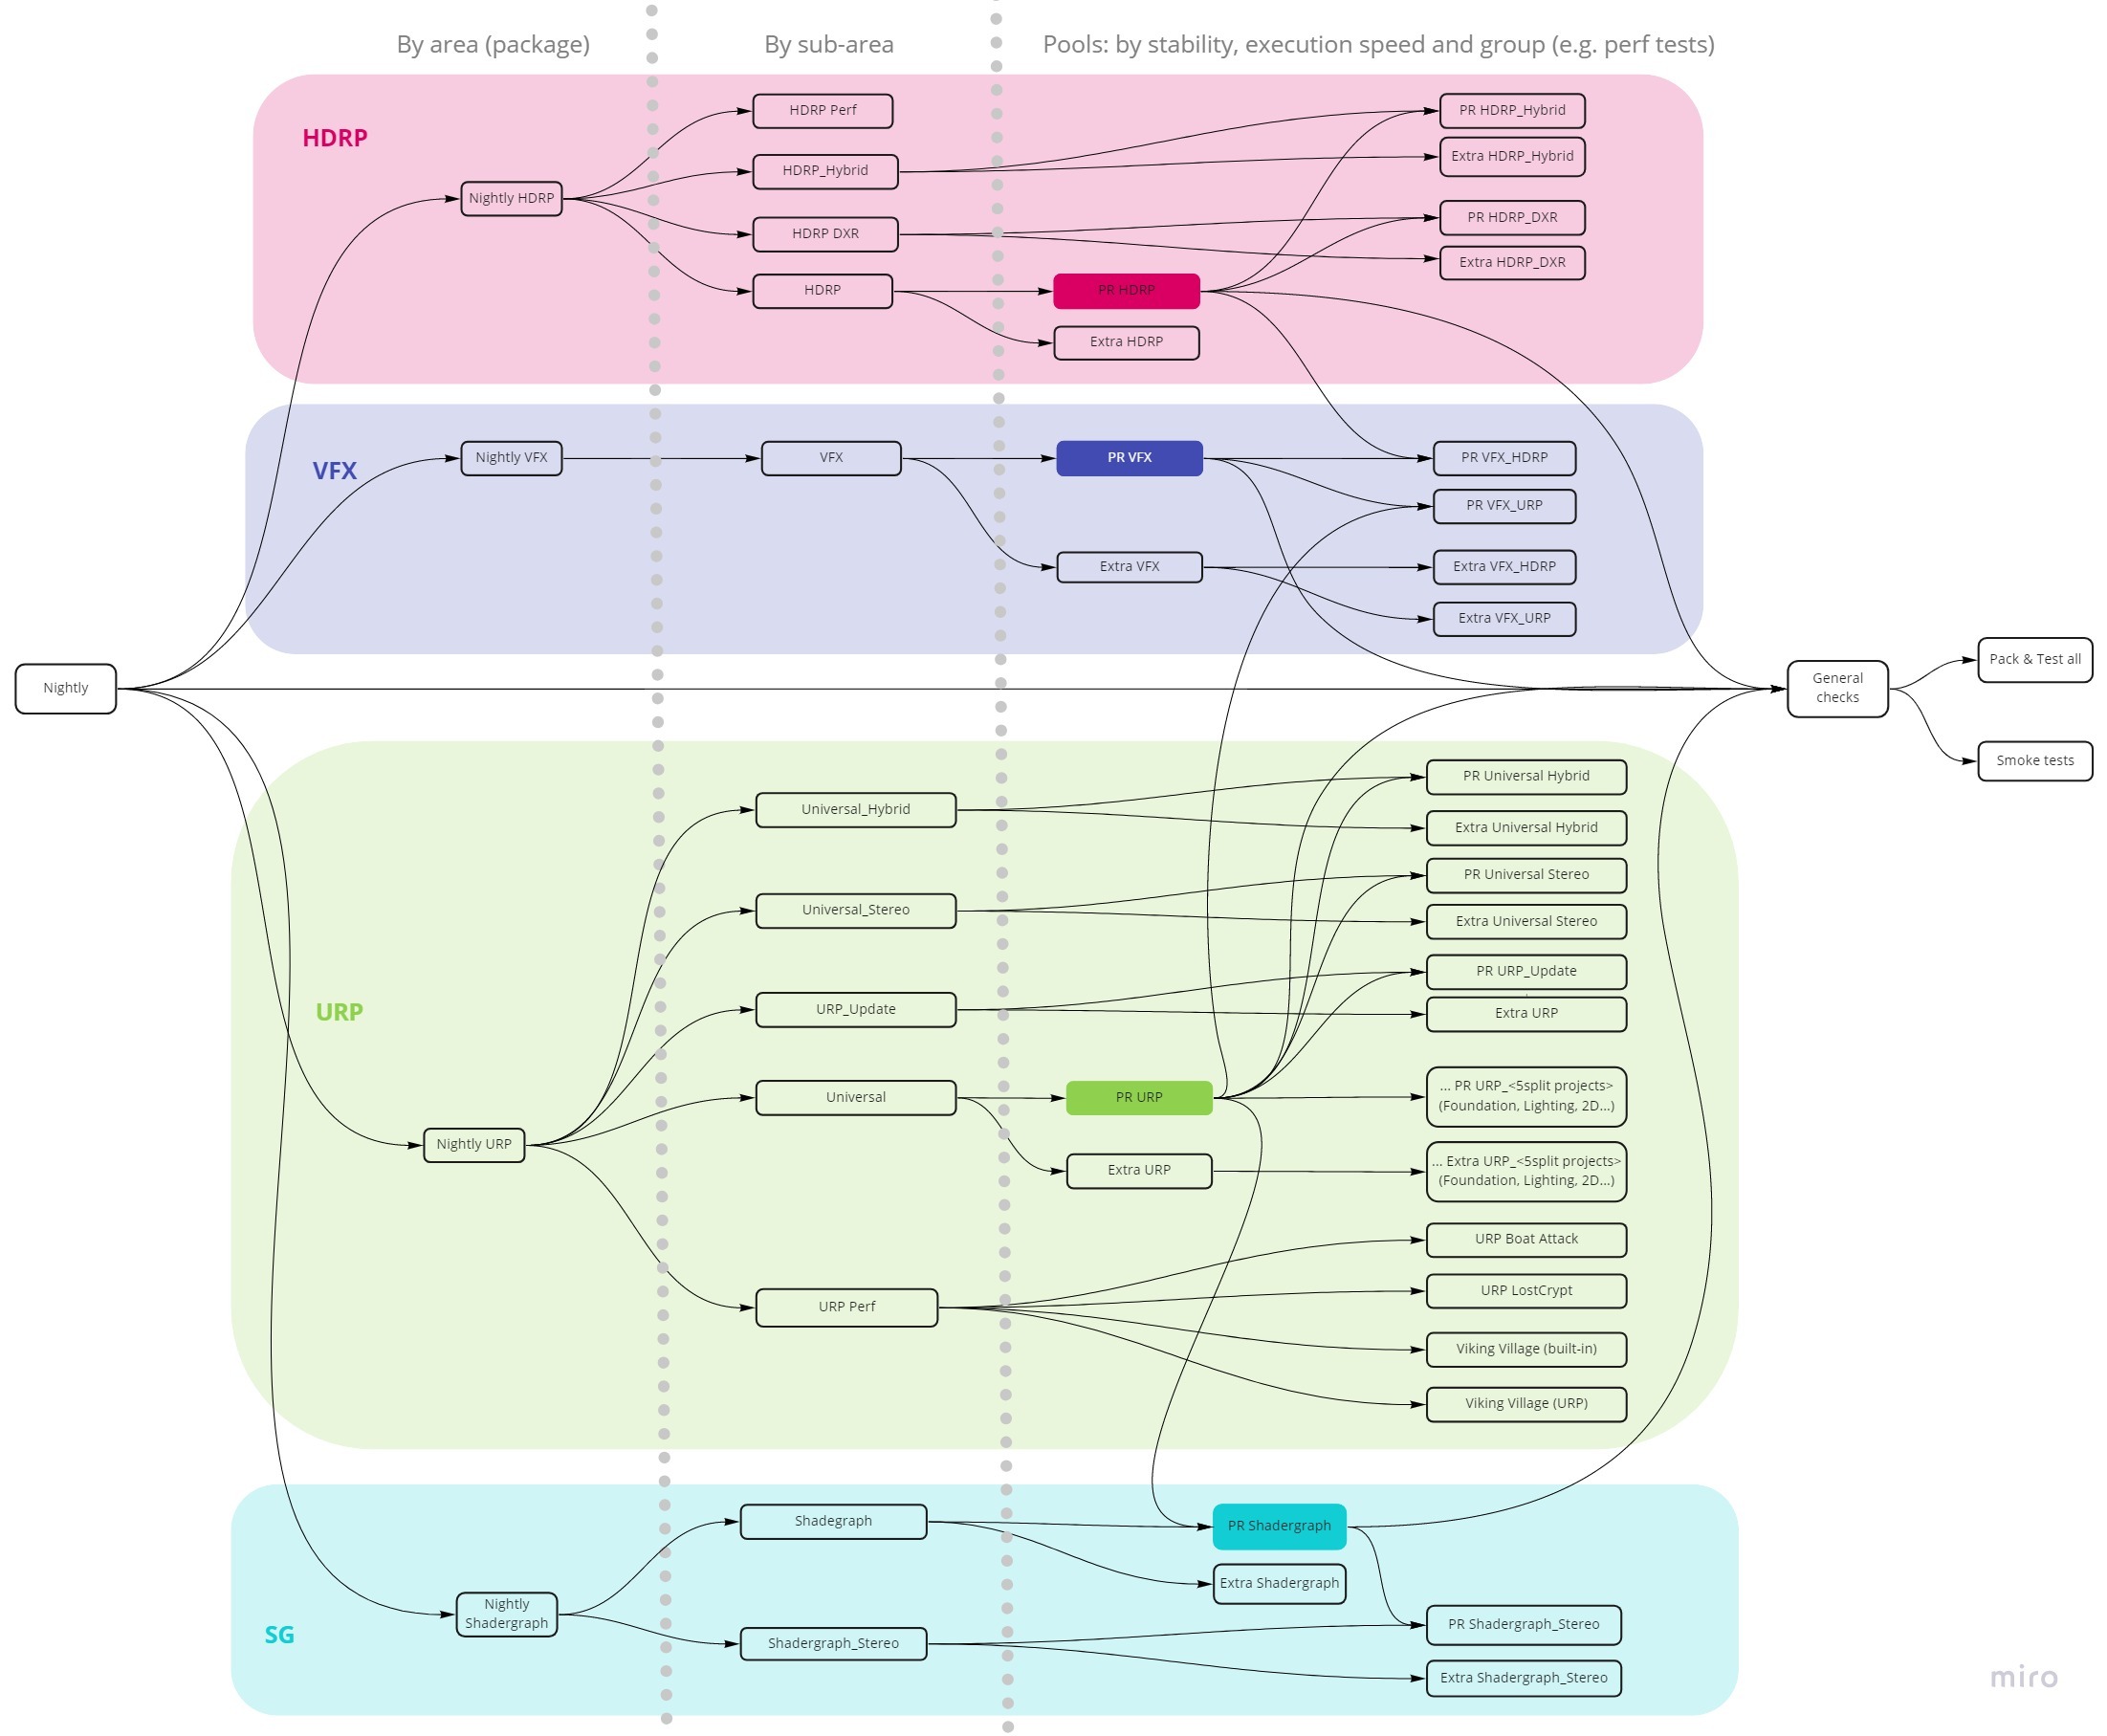 By area (package)
By sub-area
Pools: by stability, execution speed and group (e.g. perf tests)
HDRP
Nightly HDRP
HDRP Perf
HDRP_Hybrid
HDRP DXR
HDRP
PR HDRP
Extra HDRP
PR HDRP_Hybrid
Extra HDRP_Hybrid
PR HDRP_DXR
Extra HDRP_DXR
VFX
Nightly VFX
VFX
PR VFX
Extra VFX
PR VFX_HDRP
PR VFX_URP
Extra VFX_HDRP
Extra VFX_URP
Nightly
General
checks
Pack & Test all
Smoke tests
URP
Nightly URP
Universal_Hybrid
Universal_Stereo
URP_Update
Universal
URP Perf
PR URP
Extra URP
PR Universal Hybrid
Extra Universal Hybrid
PR Universal Stereo
Extra Universal Stereo
PR URP_Update
Extra URP
... PR URP_<5split projects>
(Foundation, Lighting, 2D...)
... Extra URP_<5split projects>
(Foundation, Lighting, 2D...)
URP Boat Attack
URP LostCrypt
Viking Village (built-in)
Viking Village (URP)
SG
Nightly
Shadergraph
Shadegraph
Shadergraph_Stereo
PR Shadergraph
Extra Shadergraph
PR Shadergraph_Stereo
Extra Shadergraph_Stereo
miro